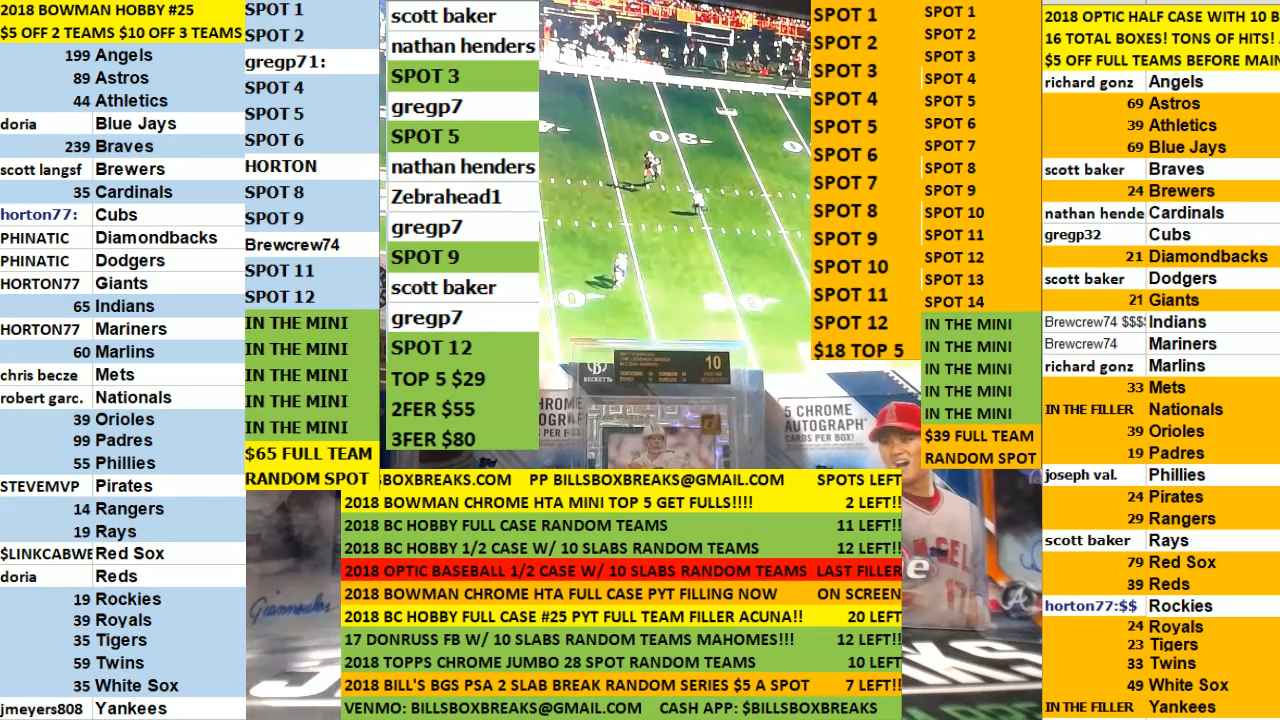 2018 BOWMAN HOBBY #25
$5 OFF 2 TEAMS $10 OFF 3 TEAMS
199 Angels
89 Astros
44 Athletics
doria Blue Jays
239 Braves
scott langsf Brewers
35 Cardinals
horton77: Cubs
PHINATIC Diamondbacks
PHINATIC Dodgers
HORTON77 Giants
65 Indians
HORTON77 Mariners
60 Marlins
chris becze Mets
robert garc. Nationals
39 Orioles
99 Padres
55 Phillies
STEVEMVP Pirates
14 Rangers
19 Rays
$LINKCABWE Red Sox
doria Reds
19 Rockies
39 Royals
35 Tigers
59 Twins
35 White Sox
jmeyers808 Yankees
SPOT 1
SPOT 2
gregp71:
SPOT 4
SPOT 5
SPOT 6
HORTON
SPOT 8
SPOT 9
Brewcrew74
SPOT 11
SPOT 12
IN THE MINI
IN THE MINI
IN THE MINI
IN THE MINI
IN THE MINI
$65 FULL TEAM
RANDOM SPOT
scott baker
nathan henders
SPOT 3
gregp7
SPOT 5
nathan henders
Zebrahead1
gregp7
SPOT 9
scott baker
gregp7
SPOT 12
TOP 5 $29
2FER $55
3FER $80
BECKETT
10
5 CHROME
AUTOGRAPH
CARDS PER BOX!
SPOT 1
SPOT 2
SPOT 3
SPOT 4
SPOT 5
SPOT 6
SPOT 7
SPOT 8
SPOT 9
SPOT 10
SPOT 11
SPOT 12
$18 TOP 5
SPOT 1
SPOT 2
SPOT 3
SPOT 4
SPOT 5
SPOT 6
SPOT 7
SPOT 8
SPOT 9
SPOT 10
SPOT 11
SPOT 12
SPOT 13
SPOT 14
IN THE MINI
IN THE MINI
IN THE MINI
IN THE MINI
IN THE MINI
$39 FULL TEAM
RANDOM SPOT
2018 OPTIC HALF CASE WITH 10 B
16 TOTAL BOXES! TONS OF HITS!
$5 OFF FULL TEAMS BEFORE MAIN
richard gonz Angels
69 Astros
39 Athletics
69 Blue Jays
scott baker Braves
24 Brewers
nathan hende Cardinals
gregp32 Cubs
21 Diamondbacks
scott baker Dodgers
21 Giants
Brewcrew74 $$$ Indians
Brewcrew74 Mariners
richard gonz Marlins
33 Mets
IN THE FILLER Nationals
39 Orioles
19 Padres
joseph val. Phillies
24 Pirates
29 Rangers
scott baker Rays
79 Red Sox
39 Reds
horton77:$$ Rockies
24 Royals
23 Tigers
33 Twins
49 White Sox
IN THE FILLER Yankees
BOXBREAKS.COM PP BILLSBOXBREAKS@GMAIL.COM SPOTS LEFT
2018 BOWMAN CHROME HTA MINI TOP 5 GET FULLS!!!! 2 LEFT!!
2018 BC HOBBY FULL CASE RANDOM TEAMS 11 LEFT!!
2018 BC HOBBY 1/2 CASE W/ 10 SLABS RANDOM TEAMS 12 LEFT!!
2018 OPTIC BASEBALL 1/2 CASE W/ 10 SLABS RANDOM TEAMS LAST FILLER
2018 BOWMAN CHROME HTA FULL CASE PYT FILLING NOW ON SCREEN
2018 BC HOBBY FULL CASE #25 PYT FULL TEAM FILLER ACUNA!! 20 LEFT
17 DONRUSS FB W/ 10 SLABS RANDOM TEAMS MAHOMES!!! 12 LEFT!!
2018 TOPPS CHROME JUMBO 28 SPOT RANDOM TEAMS 10 LEFT
2018 BILL'S BGS PSA 2 SLAB BREAK RANDOM SERIES $5 A SPOT 7 LEFT!!
VENMO: BILLSBOXBREAKS@GMAIL.COM CASH APP: $BILLSBOXBREAKS